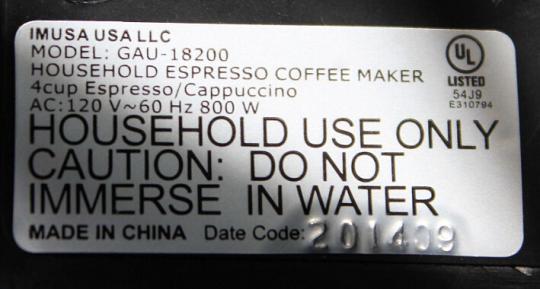 IMUSA USA LLC
MODEL: GAU-18200
HOUSEHOLD ESPRESSO COFFEE MAKER
4cup Espresso/Cappuccino
AC:120 V~60 Hz 800 W
UL
LISTED
54J9
E310794
HOUSEHOLD USE ONLY
CAUTION: DO NOT
IMMERSE IN WATER
MADE IN CHINA Date Code: 201409